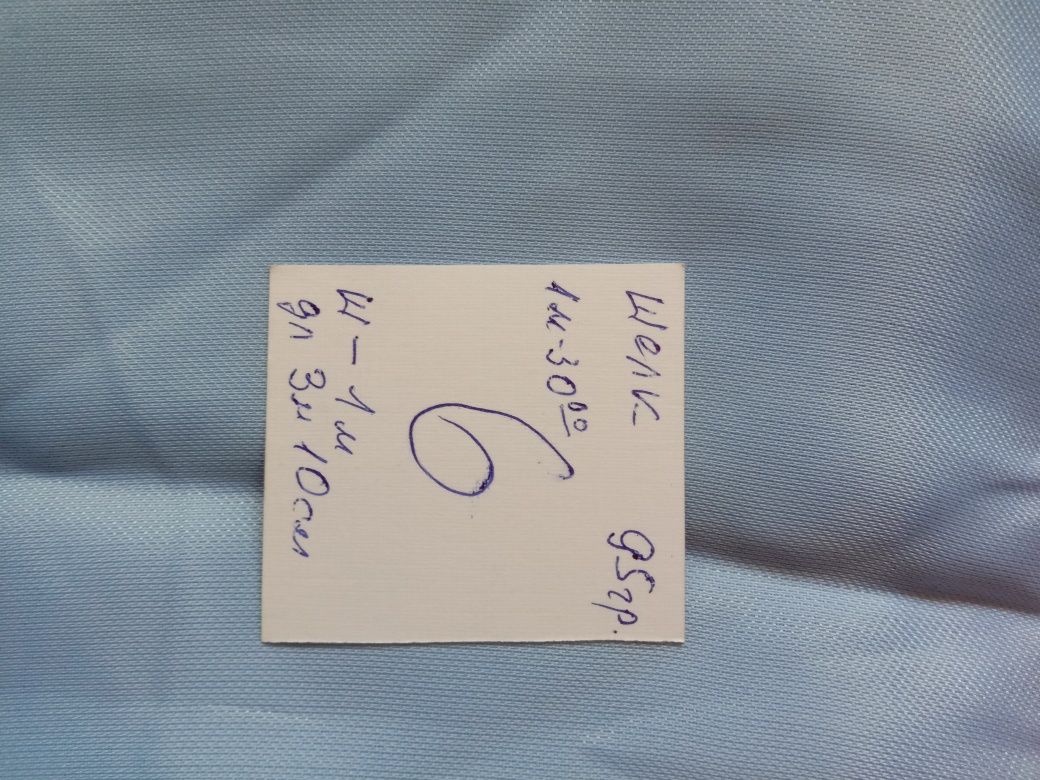 Шелк 95гр.
1м-30⁰⁰
6
Ш-1м
дл 3м 10см